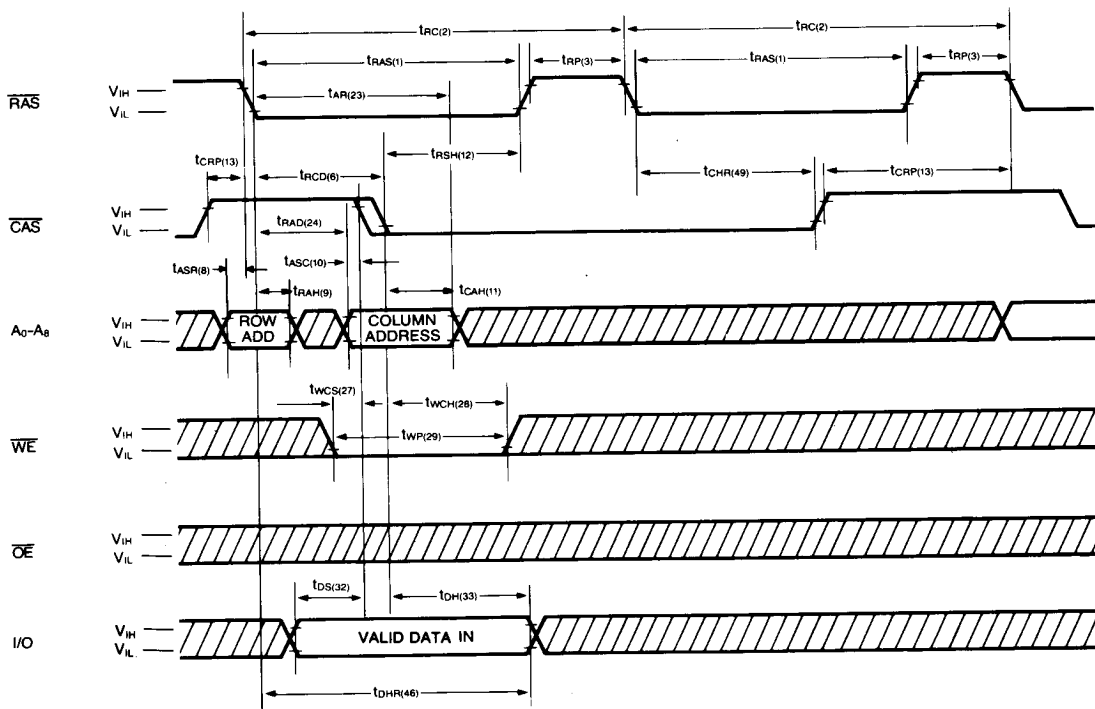 tRC(2) tRC(2)
tRAS(1) tRP(3) tRAS(1) tRP(3)
tAR(23)
RAS VIH
VIL
tRSH(12)
tCRP(13) tRCD(6) tCHR(49) tCRP(13)
CAS VIH
VIL
tRAD(24)
tASR(8) tASC(10)
tRAH(9) tCAH(11)
A0-A8 VIH ROW COLUMN
VIL ADD ADDRESS
tWCS(27) tWCH(28)
tWP(29)
WE VIH
VIL
OE VIH
VIL
tDS(32) tDH(33)
I/O VIH VALID DATA IN
VIL
tDHR(46)